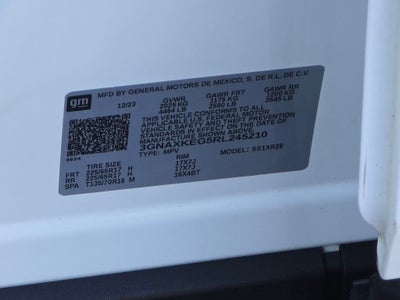 gm
MFD BY GENERAL MOTORS DE MEXICO, S. DE R.L. DE C.V.
12/23 GVWR GAWR FRT GAWR RR
2025 KG 1175 KG 1200 KG
4464 LB 2590 LB 2645 LB
THIS VEHICLE CONFORMS TO ALL
APPLICABLE U.S. FEDERAL MOTOR
VEHICLE SAFETY AND THEFT PREVENTION
STANDARDS IN EFFECT ON THE DATE OF
MANUFACTURE SHOWN ABOVE.
3GNAXKEG5RL245210
TYPE: MPV MODEL: 501XR26
TIRE SIZE RIM
FRT 225/65R17 H 17X7J
RR 225/65R17 H 17X7J
SPA T135/70R16 M 16X4BT